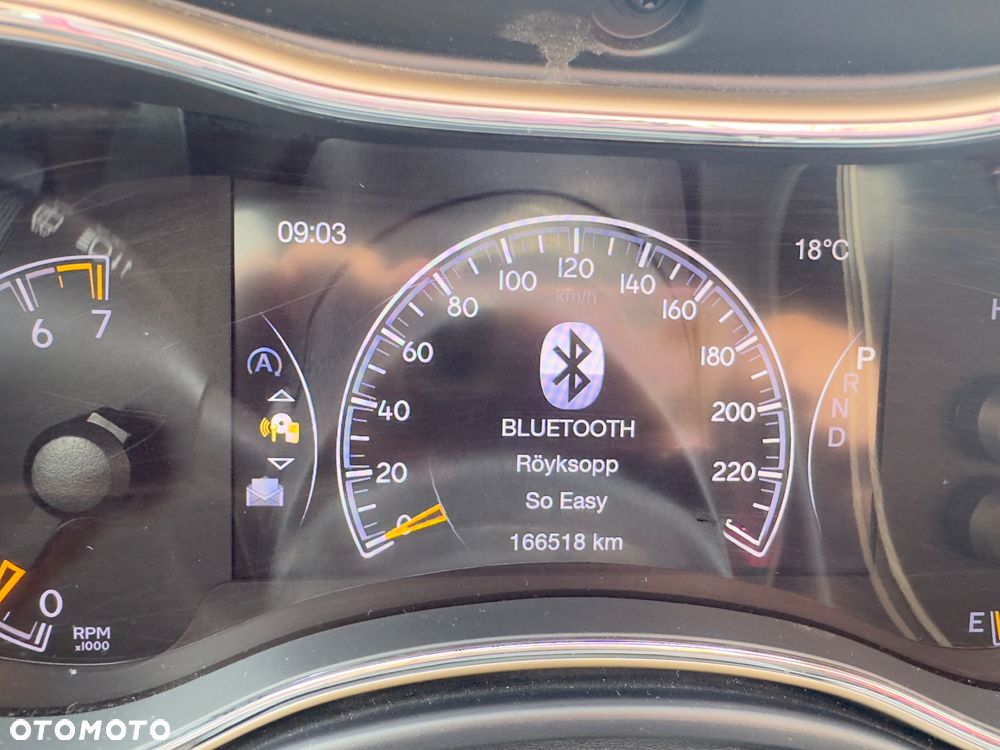 09:03
18°C
0 20 40 60 80 100 120 140 160 180 200 220
km/h
6 7
A
P
R
N
D
BLUETOOTH
Röyksopp
So Easy
166518 km
0
RPM
x1000
E
OTOMOTO